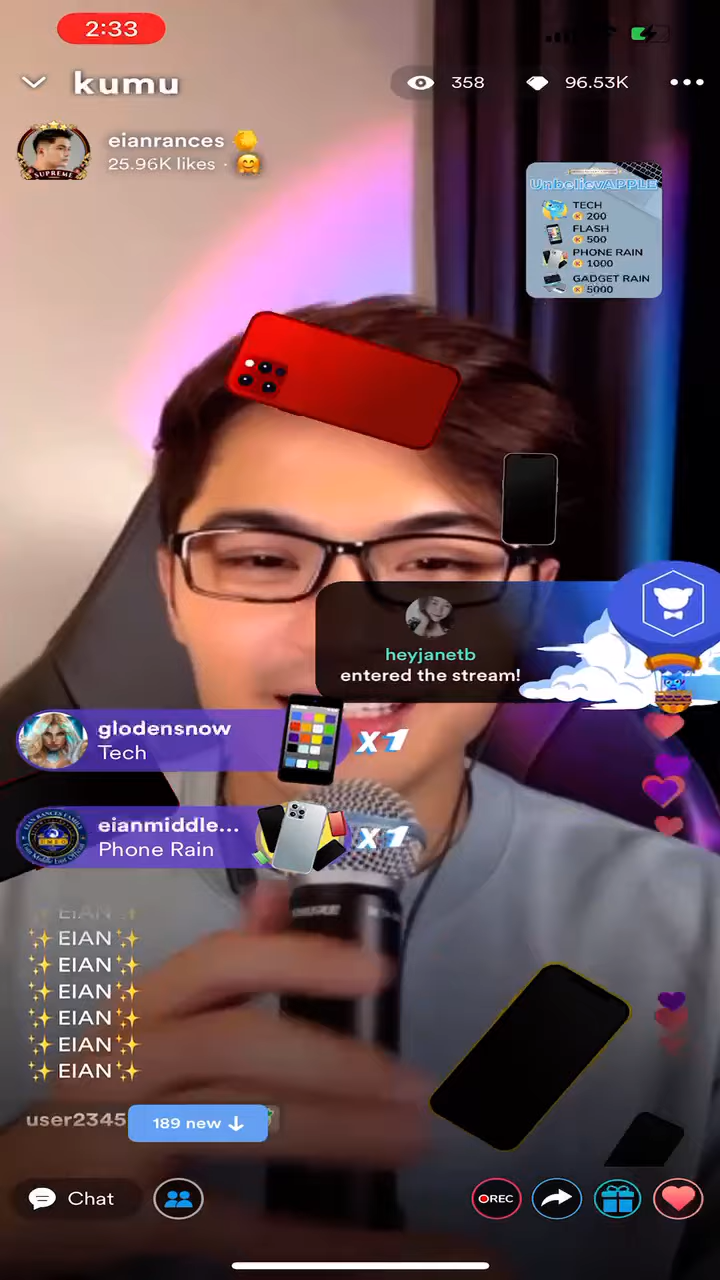 2:33
kumu
358
96.53K
eianrances
25.96K likes ·
SUPREME
UnbelievAPPLE
TECH
200
FLASH
500
PHONE RAIN
1000
GADGET RAIN
5000
heyjanetb
entered the stream!
glodensnow
Tech
X1
eianmiddle...
Phone Rain
X1
✨EIAN✨
✨EIAN✨
✨EIAN✨
✨EIAN✨
✨EIAN✨
✨EIAN✨
✨EIAN✨
user2345
189 new ↓
Chat
REC